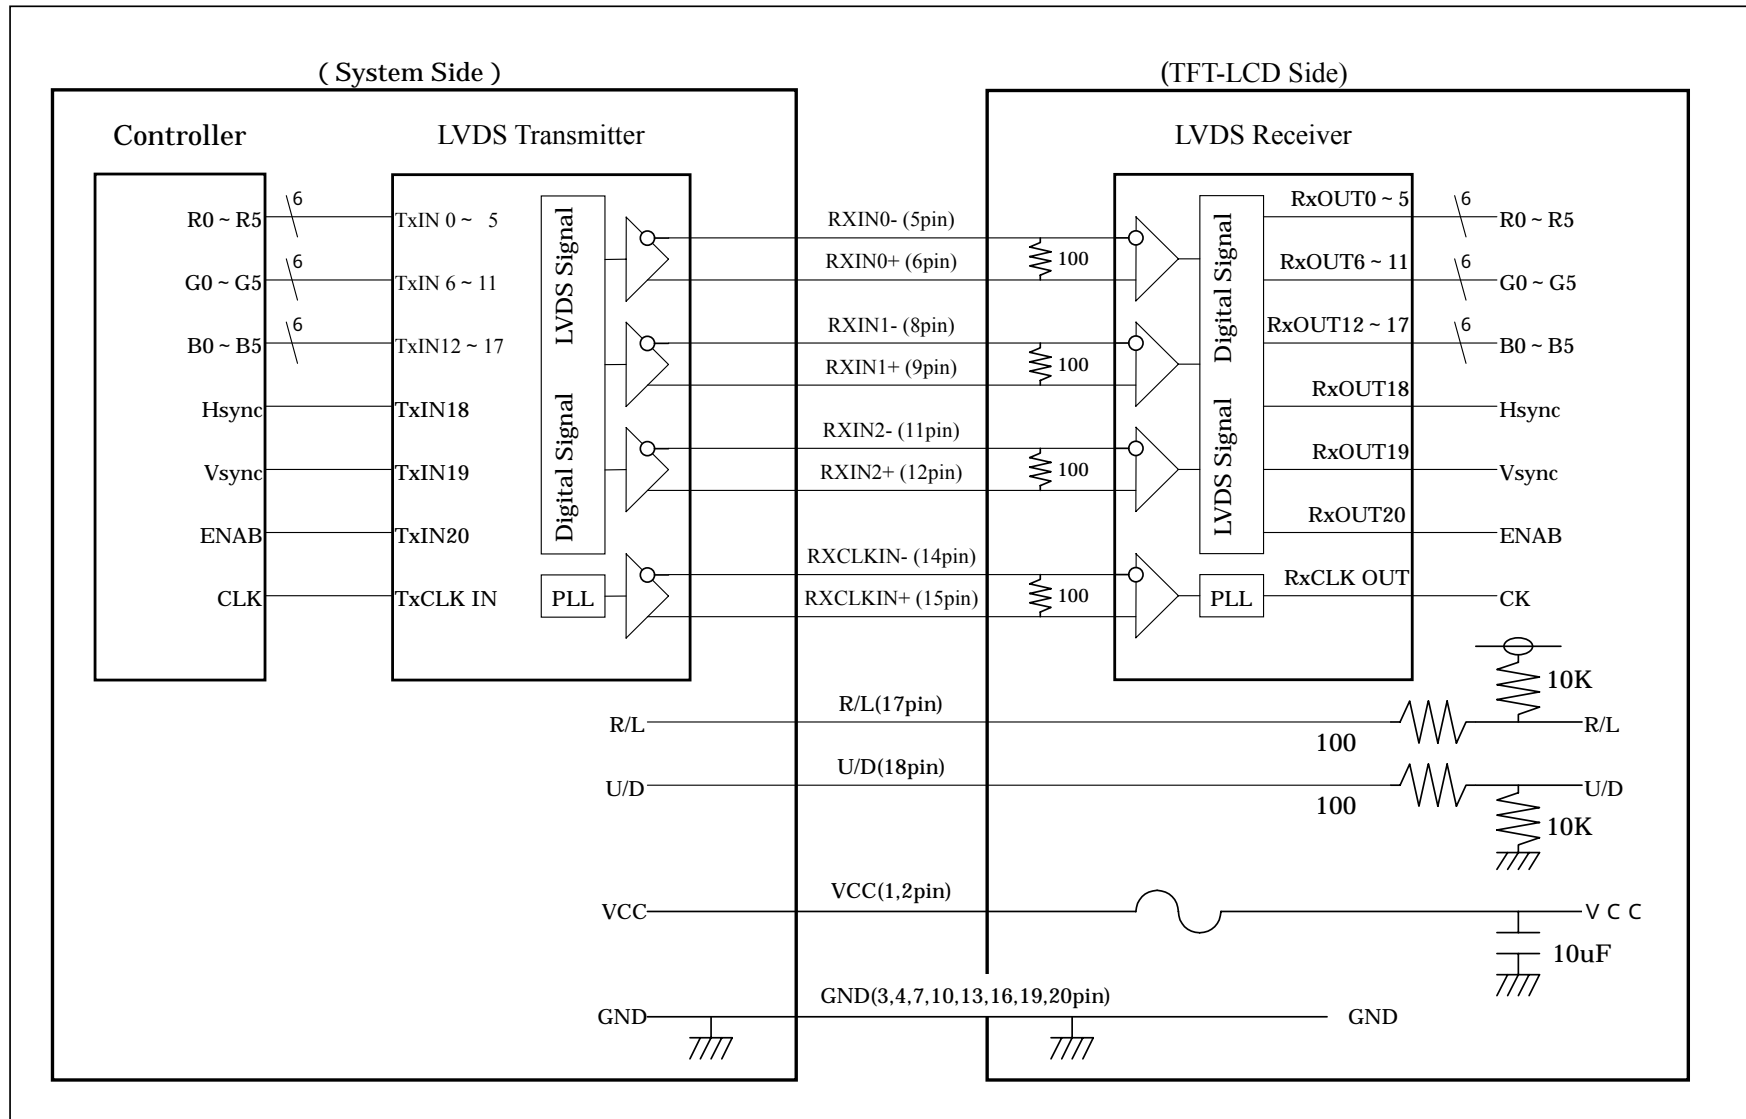 ( System Side )
(TFT-LCD Side)
Controller
LVDS Transmitter
LVDS Receiver
R0 ~ R5
6
TxIN 0 ~ 5
G0 ~ G5
6
TxIN 6 ~ 11
B0 ~ B5
6
TxIN12 ~ 17
Hsync
TxIN18
Vsync
TxIN19
ENAB
TxIN20
CLK
TxCLK IN
LVDS Signal
Digital Signal
PLL
RXIN0- (5pin)
RXIN0+ (6pin)
100
RXIN1- (8pin)
RXIN1+ (9pin)
100
RXIN2- (11pin)
RXIN2+ (12pin)
100
RXCLKIN- (14pin)
RXCLKIN+ (15pin)
100
Digital Signal
LVDS Signal
PLL
RxOUT0 ~ 5
6
R0 ~ R5
RxOUT6 ~ 11
6
G0 ~ G5
RxOUT12 ~ 17
6
B0 ~ B5
RxOUT18
Hsync
RxOUT19
Vsync
RxOUT20
ENAB
RxCLK OUT
CK
10K
R/L
R/L(17pin)
100
R/L
U/D
U/D(18pin)
100
U/D
10K
VCC
VCC(1,2pin)
V C C
10uF
GND
GND(3,4,7,10,13,16,19,20pin)
GND